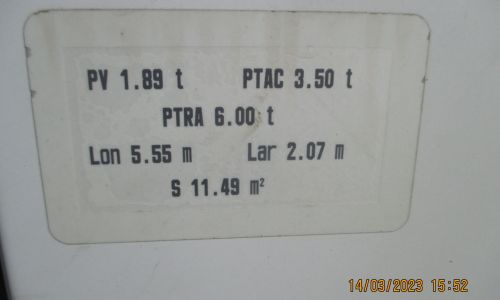 PV 1.89 t PTAC 3.50 t
PTRA 6.00 t
Lon 5.55 m Lar 2.07 m
S 11.49 m²
14/03/2023 15:52